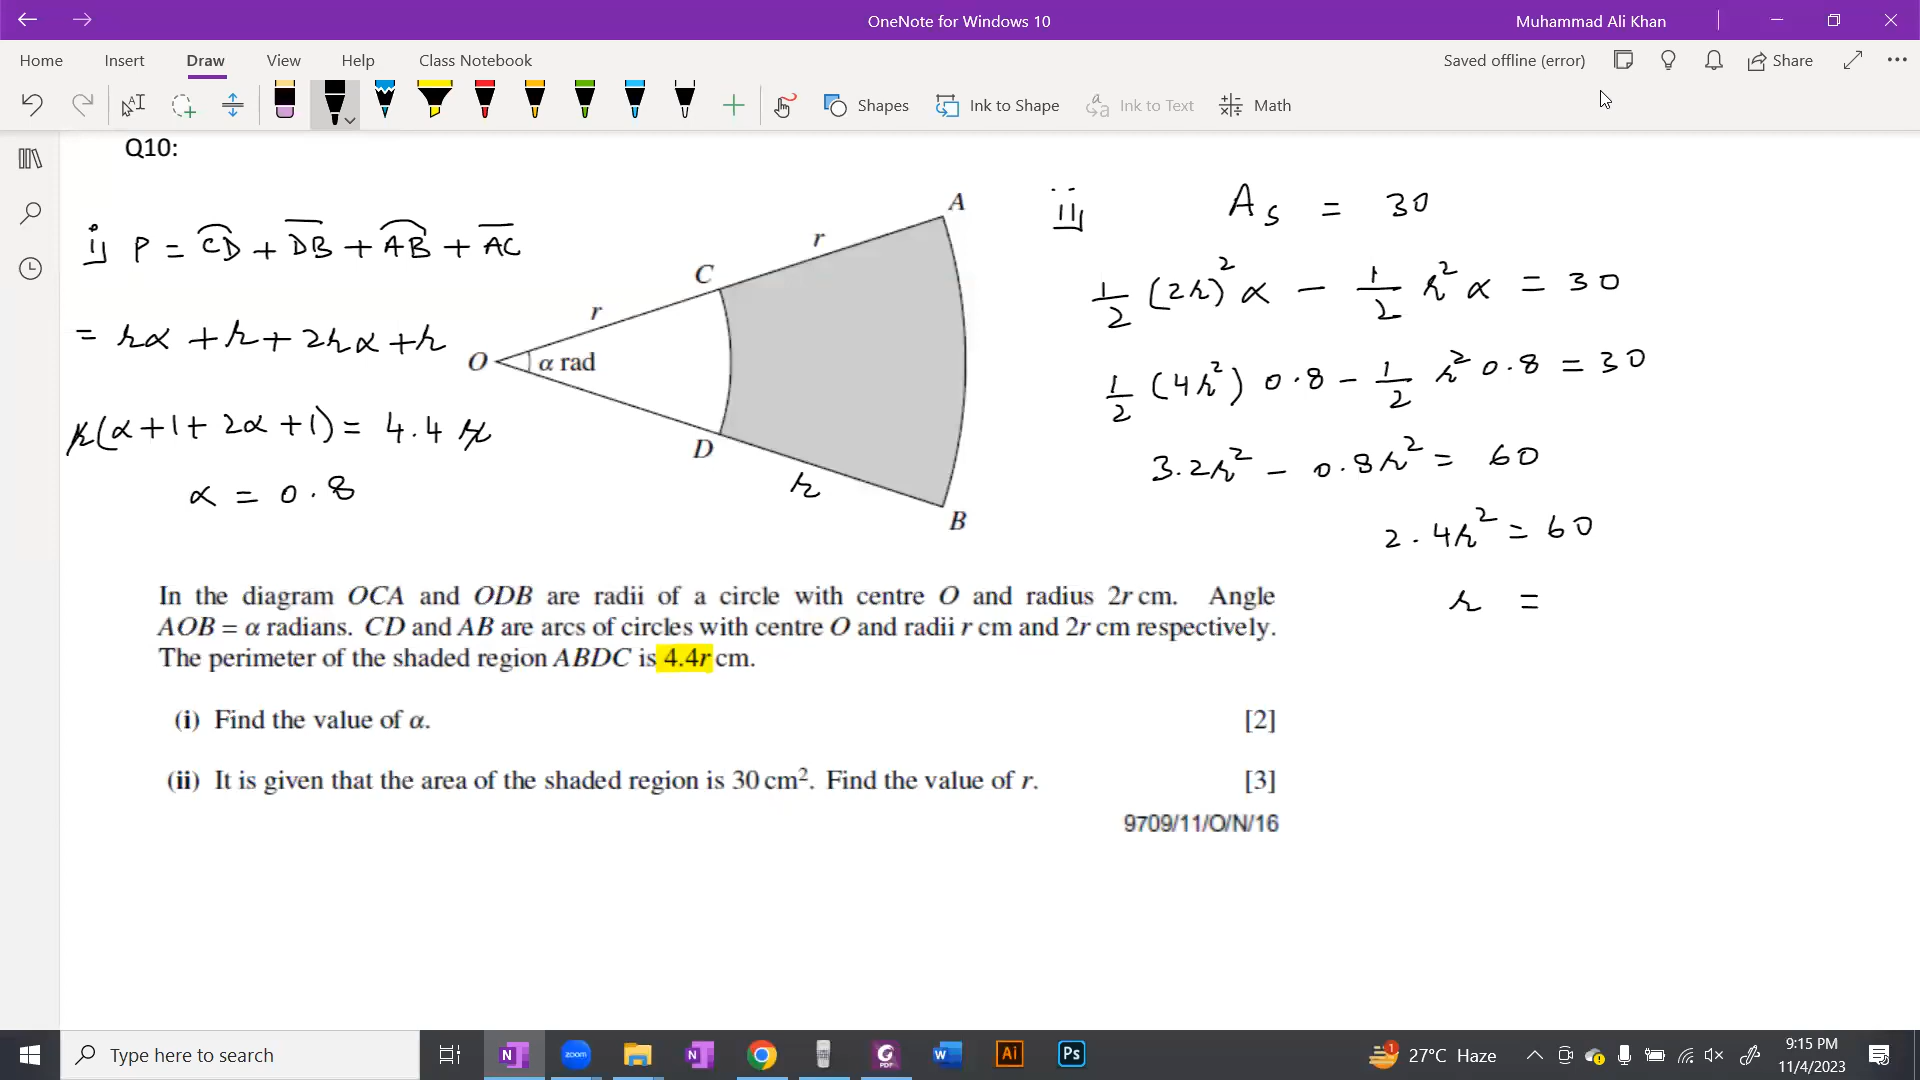 OneNote for Windows 10
Muhammad Ali Khan
Home Insert Draw View Help Class Notebook
Saved offline (error) Share
Shapes Ink to Shape Ink to Text Math
Q10:
i) P = CD + DB + AB + AC
= rα + r + 2rα + r
r(α + 1 + 2α + 1) = 4.4 r
α = 0.8
A
r
C
r
O
α rad
D
r
B
ii) A_s = 30
1/2 (2r)² α − 1/2 r² α = 30
1/2 (4r²) 0.8 − 1/2 r² 0.8 = 30
3.2r² − 0.8r² = 60
2.4r² = 60
r =
In the diagram OCA and ODB are radii of a circle with centre O and radius 2r cm. Angle
AOB = α radians. CD and AB are arcs of circles with centre O and radii r cm and 2r cm respectively.
The perimeter of the shaded region ABDC is 4.4r cm.
(i) Find the value of α. [2]
(ii) It is given that the area of the shaded region is 30 cm². Find the value of r. [3]
9709/11/O/N/16
Type here to search
N zoom N PDF W Ai Ps
1 27°C Haze
9:15 PM
11/4/2023